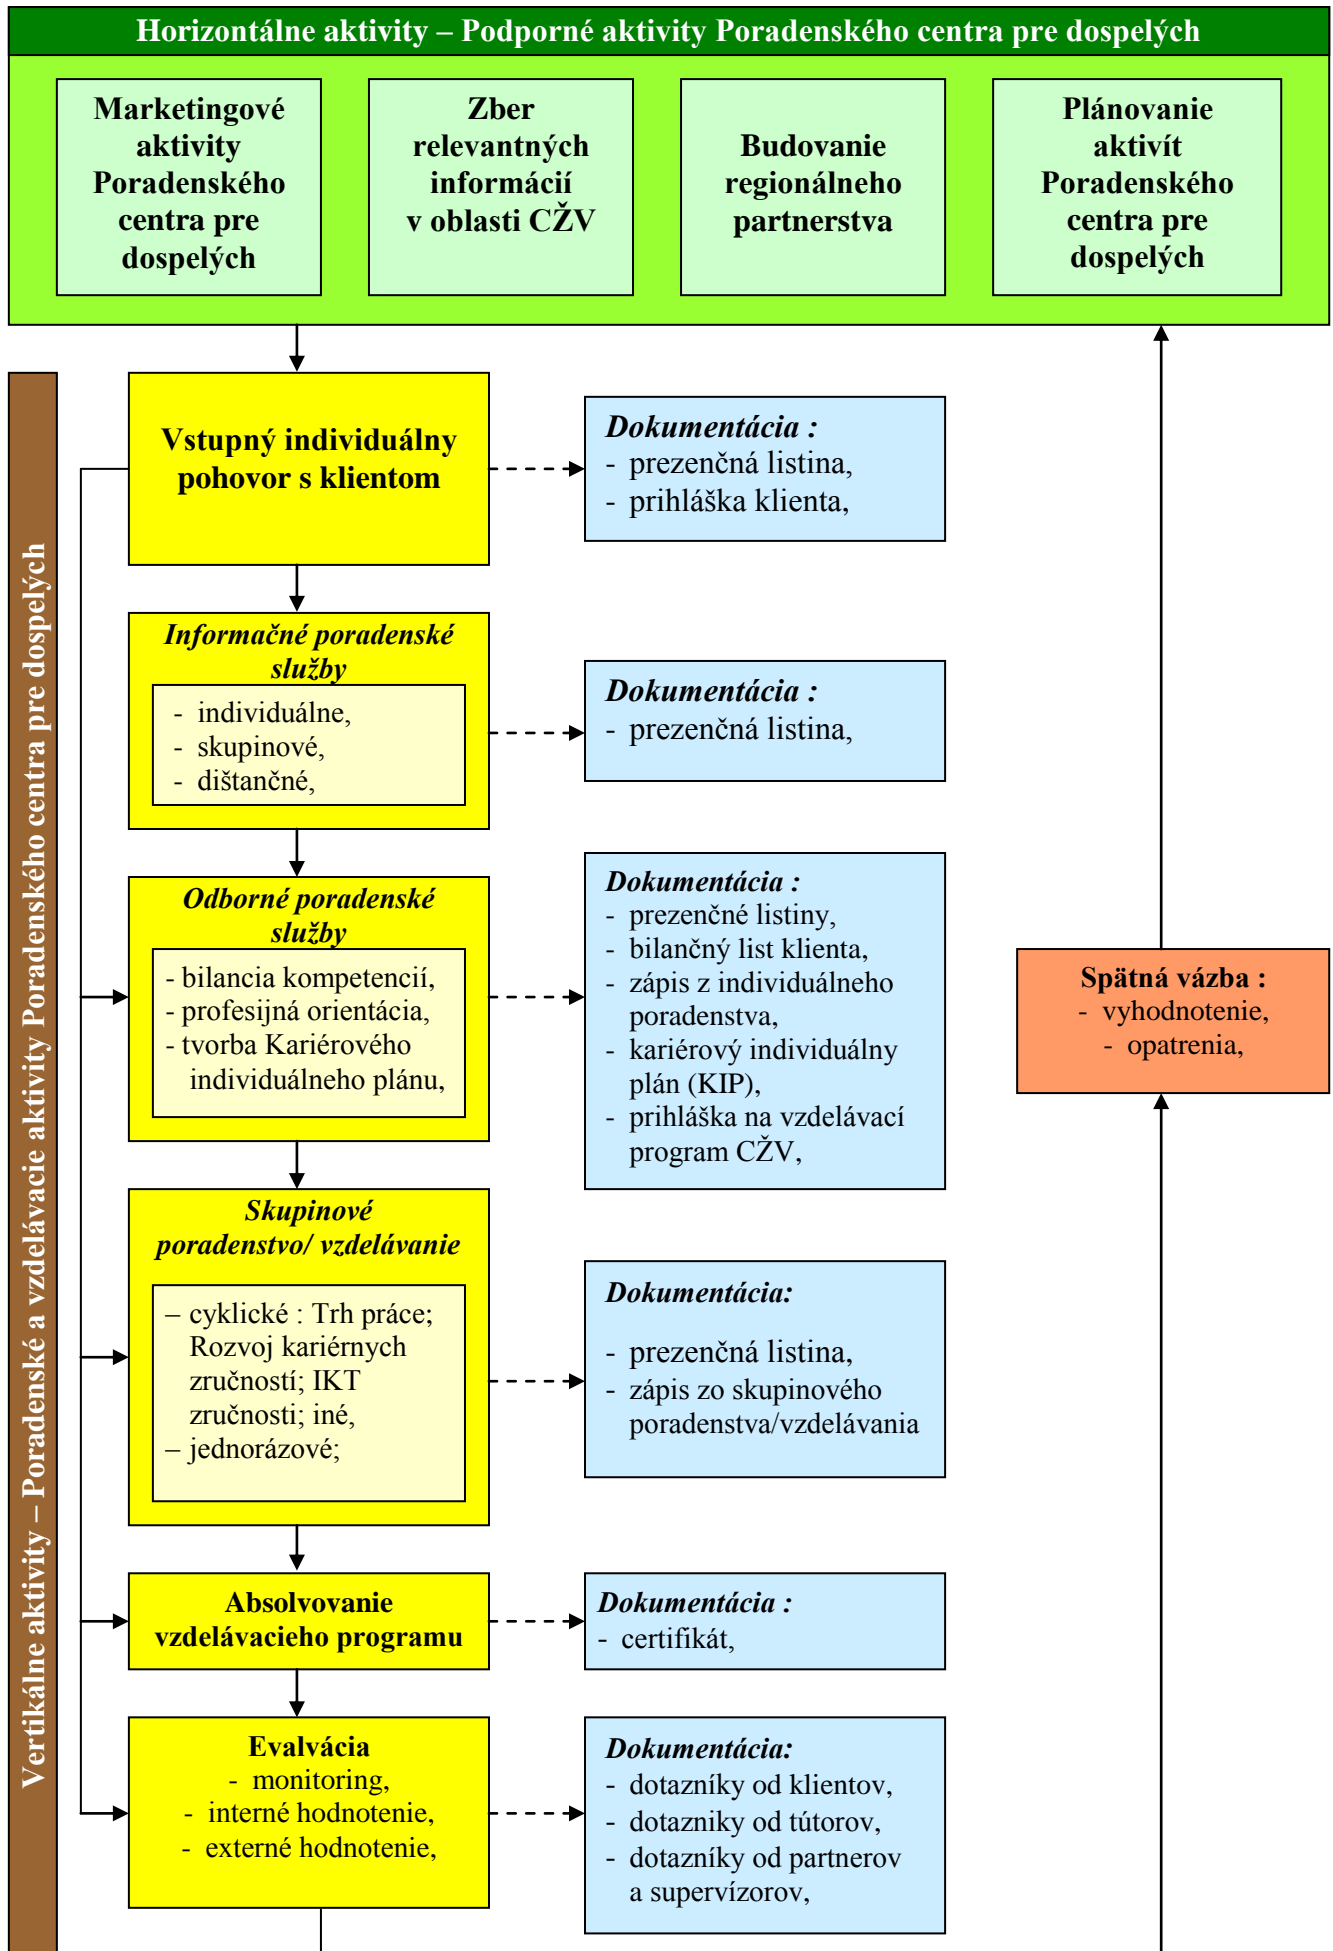 Horizontálne aktivity – Podporné aktivity Poradenského centra pre dospelých
Marketingové
aktivity
Poradenského
centra pre
dospelých
Zber
relevantných
informácií
v oblasti CŽV
Budovanie
regionálneho
partnerstva
Plánovanie
aktivít
Poradenského
centra pre
dospelých
Vertikálne aktivity – Poradenské a vzdelávacie aktivity Poradenského centra pre dospelých
Vstupný individuálny
pohovor s klientom
Dokumentácia :
- prezenčná listina,
- prihláška klienta,
Informačné poradenské
služby
- individuálne,
- skupinové,
- dištančné,
Dokumentácia :
- prezenčná listina,
Odborné poradenské
služby
- bilancia kompetencií,
- profesijná orientácia,
- tvorba Kariérového
individuálneho plánu,
Dokumentácia :
- prezenčné listiny,
- bilančný list klienta,
- zápis z individuálneho
poradenstva,
- kariérový individuálny
plán (KIP),
- prihláška na vzdelávací
program CŽV,
Spätná väzba :
- vyhodnotenie,
- opatrenia,
Skupinové
poradenstvo/ vzdelávanie
– cyklické : Trh práce;
Rozvoj kariérnych
zručností; IKT
zručnosti; iné,
– jednorázové;
Dokumentácia:
- prezenčná listina,
- zápis zo skupinového
poradenstva/vzdelávania
Absolvovanie
vzdelávacieho programu
Dokumentácia :
- certifikát,
Evalvácia
- monitoring,
- interné hodnotenie,
- externé hodnotenie,
Dokumentácia:
- dotazníky od klientov,
- dotazniky od tútorov,
- dotazníky od partnerov
a supervízorov,